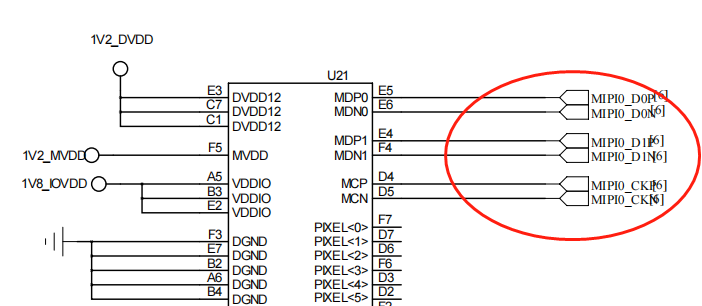 1V2_DVDD
U21
E3 DVDD12 MDP0 E5 MIPI0_D0P[6]
C7 DVDD12 MDN0 E6 MIPI0_D0N[6]
C1 DVDD12
MDP1 E4 MIPI0_D1P[6]
1V2_MVDD F5 MVDD MDN1 F4 MIPI0_D1N[6]
1V8_IOVDD A5 VDDIO MCP D4 MIPI0_CKP[6]
B3 VDDIO MCN D5 MIPI0_CKN[6]
E2 VDDIO
PIXEL<0> F7
F3 DGND PIXEL<1> D7
E7 DGND PIXEL<2> D6
B2 DGND PIXEL<3> F6
A6 DGND PIXEL<4> D3
B4 DGND PIXEL<5> D2